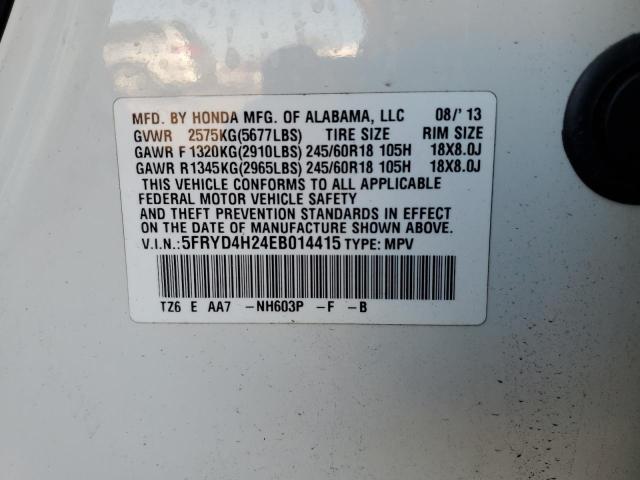 MFD. BY HONDA MFG. OF ALABAMA, LLC 08/'13
GVWR 2575KG(5677LBS) TIRE SIZE RIM SIZE
GAWR F1320KG(2910LBS) 245/60R18 105H 18X8.0J
GAWR R1345KG(2965LBS) 245/60R18 105H 18X8.0J
THIS VEHICLE CONFORMS TO ALL APPLICABLE
FEDERAL MOTOR VEHICLE SAFETY
AND THEFT PREVENTION STANDARDS IN EFFECT
ON THE DATE OF MANUFACTURE SHOWN ABOVE.
V.I.N.:5FRYD4H24EB014415 TYPE: MPV
TZ6 E AA7 -NH603P -F -B